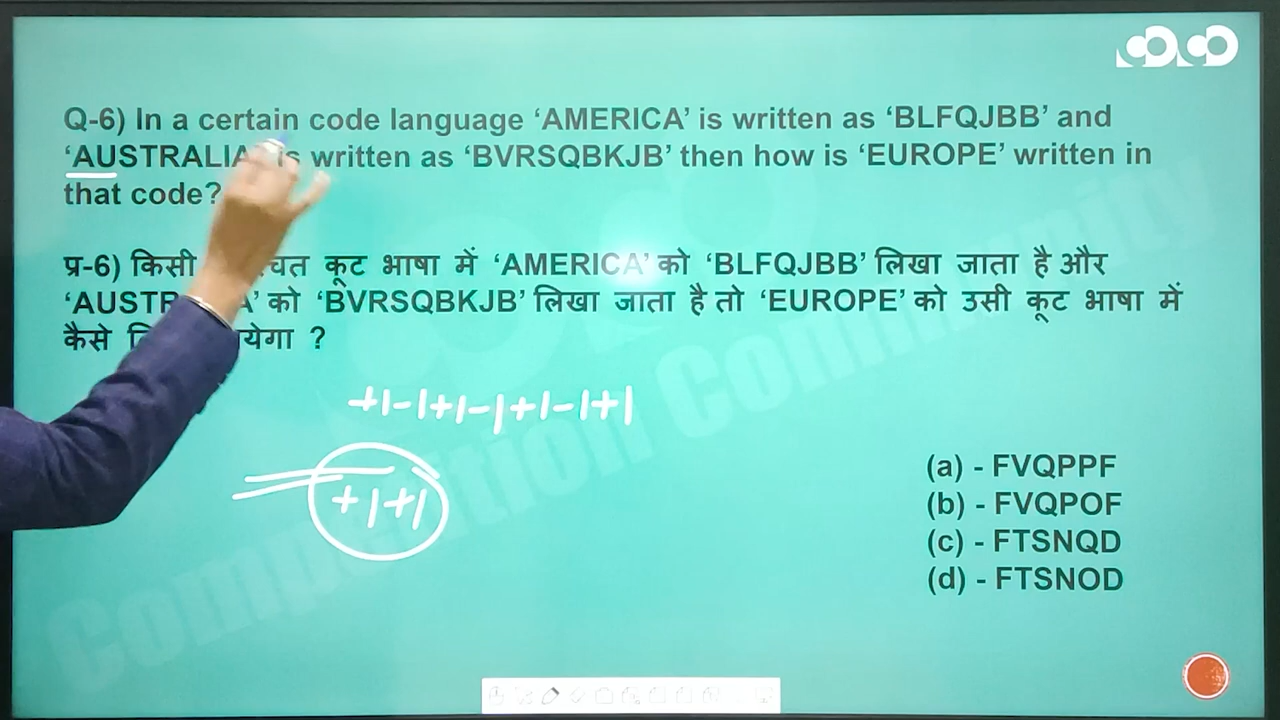 Q-6) In a certain code language ‘AMERICA’ is written as ‘BLFQJBB’ and
‘AUSTRALIA’ is written as ‘BVRSQBKJB’ then how is ‘EUROPE’ written in
that code?
प्र-6) किसी कूट भाषा में ‘AMERICA’ को ‘BLFQJBB’ लिखा जाता है और
को ‘BVRSQBKJB’ लिखा जाता है तो ‘EUROPE’ को उसी कूट भाषा में
कैसे ?
+1-1+1-1+1-1+1
+1+1
(a) - FVQPPF
(b) - FVQPOF
(c) - FTSNQD
(d) - FTSNOD
Competition Community